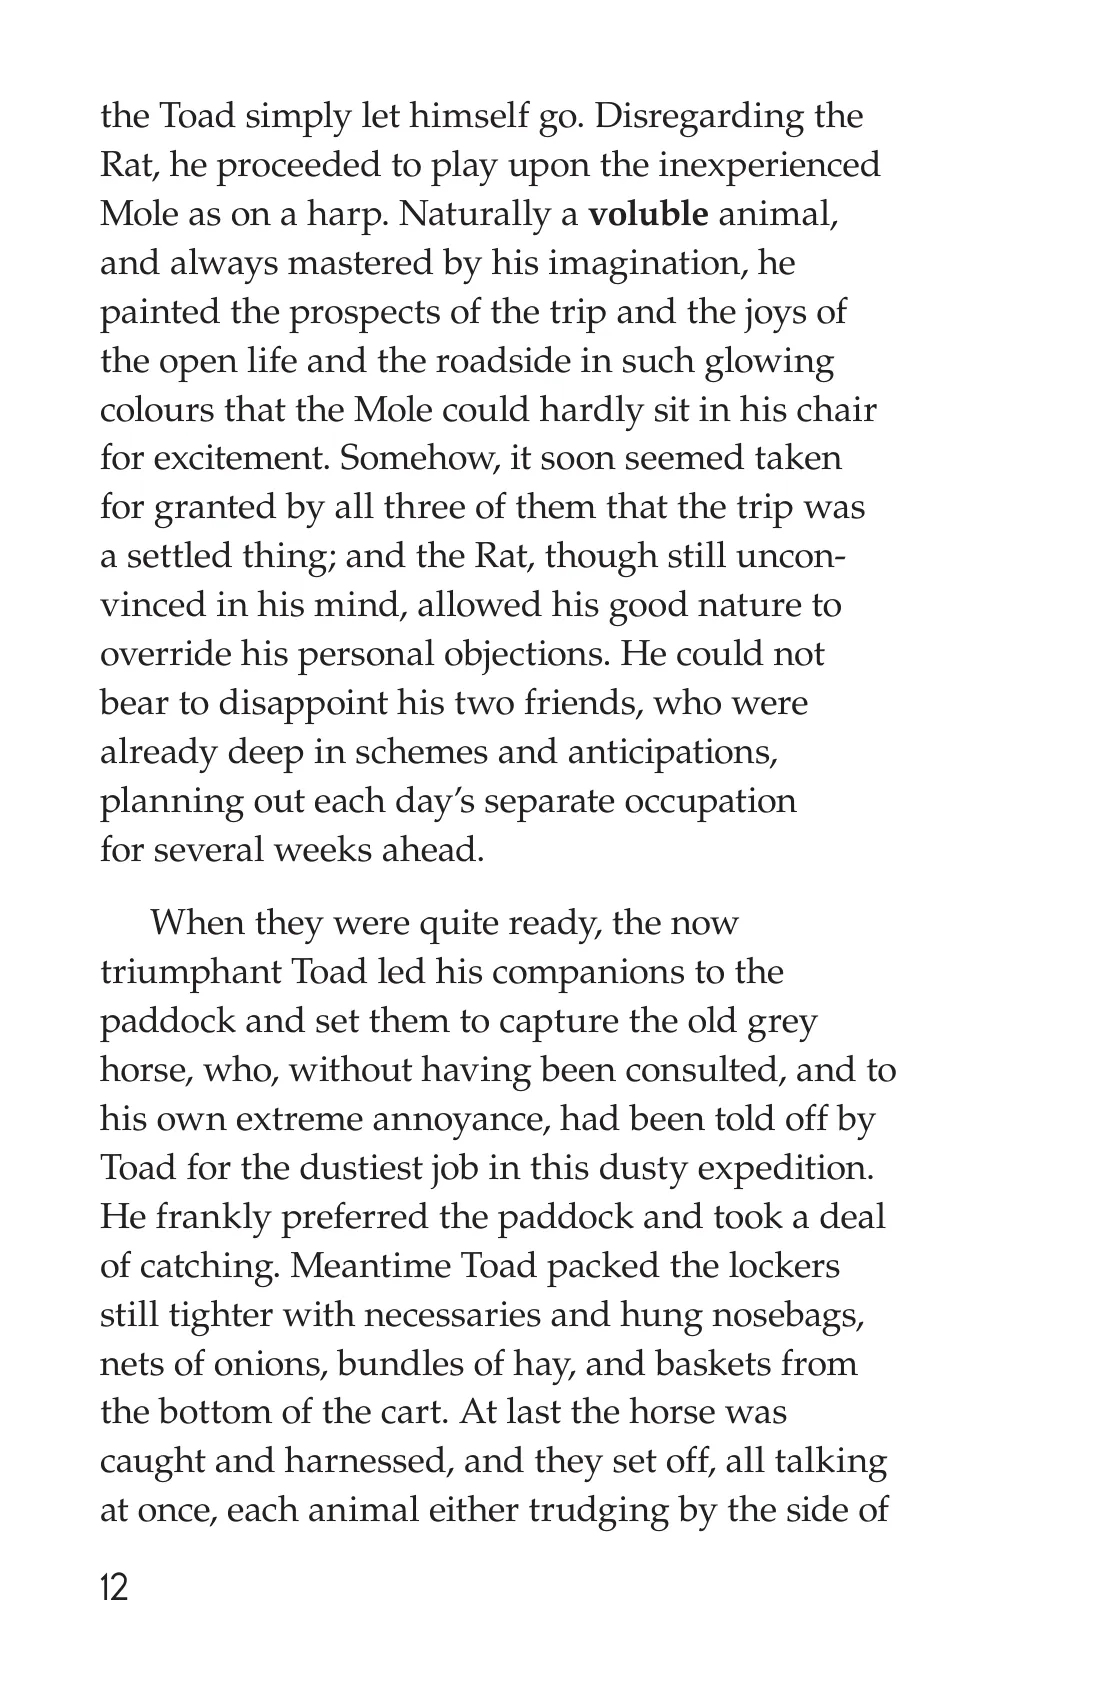 the Toad simply let himself go. Disregarding the
Rat, he proceeded to play upon the inexperienced
Mole as on a harp. Naturally a voluble animal,
and always mastered by his imagination, he
painted the prospects of the trip and the joys of
the open life and the roadside in such glowing
colours that the Mole could hardly sit in his chair
for excitement. Somehow, it soon seemed taken
for granted by all three of them that the trip was
a settled thing; and the Rat, though still uncon-
vinced in his mind, allowed his good nature to
override his personal objections. He could not
bear to disappoint his two friends, who were
already deep in schemes and anticipations,
planning out each day’s separate occupation
for several weeks ahead.
When they were quite ready, the now
triumphant Toad led his companions to the
paddock and set them to capture the old grey
horse, who, without having been consulted, and to
his own extreme annoyance, had been told off by
Toad for the dustiest job in this dusty expedition.
He frankly preferred the paddock and took a deal
of catching. Meantime Toad packed the lockers
still tighter with necessaries and hung nosebags,
nets of onions, bundles of hay, and baskets from
the bottom of the cart. At last the horse was
caught and harnessed, and they set off, all talking
at once, each animal either trudging by the side of
12